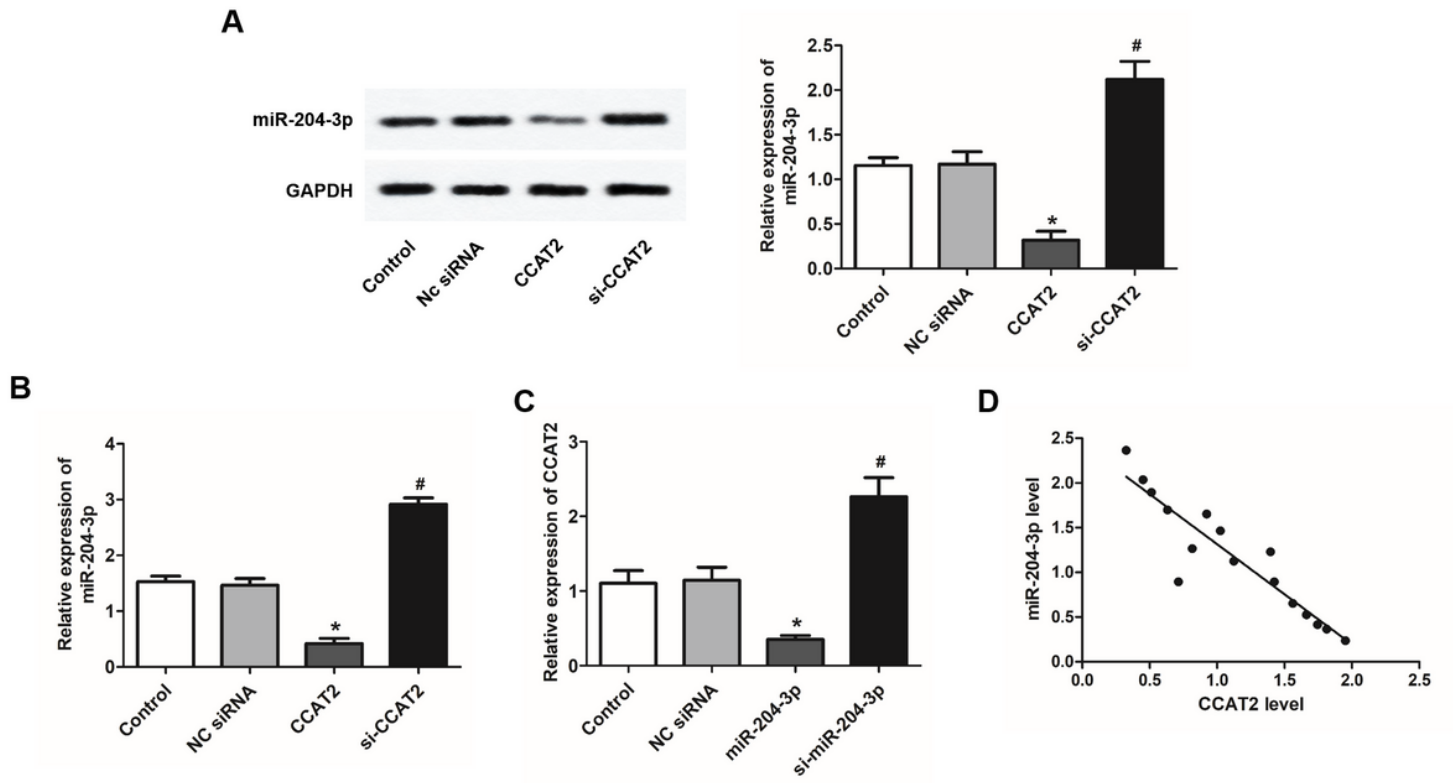 A
miR-204-3p
GAPDH
Control
Nc siRNA
CCAT2
si-CCAT2
Relative expression of
miR-204-3p
2.5
2.0
1.5
1.0
0.5
0.0
*
#
Control
NC siRNA
CCAT2
si-CCAT2
B
Relative expression of
miR-204-3p
4
3
2
1
0
*
#
Control
NC siRNA
CCAT2
si-CCAT2
C
Relative expression of CCAT2
3
2
1
0
*
#
Control
NC siRNA
miR-204-3p
si-miR-204-3p
D
miR-204-3p level
2.5
2.0
1.5
1.0
0.5
0.0
0.0 0.5 1.0 1.5 2.0 2.5
CCAT2 level